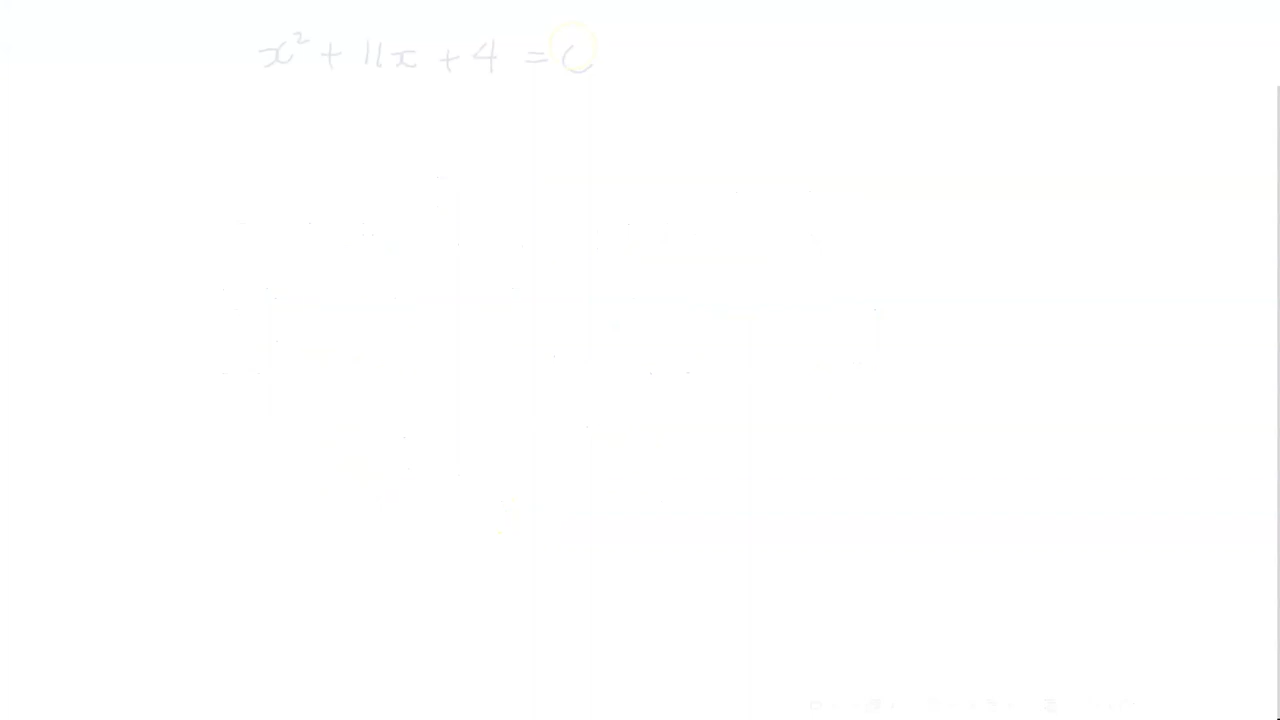 x² + 11x + 4 = 0